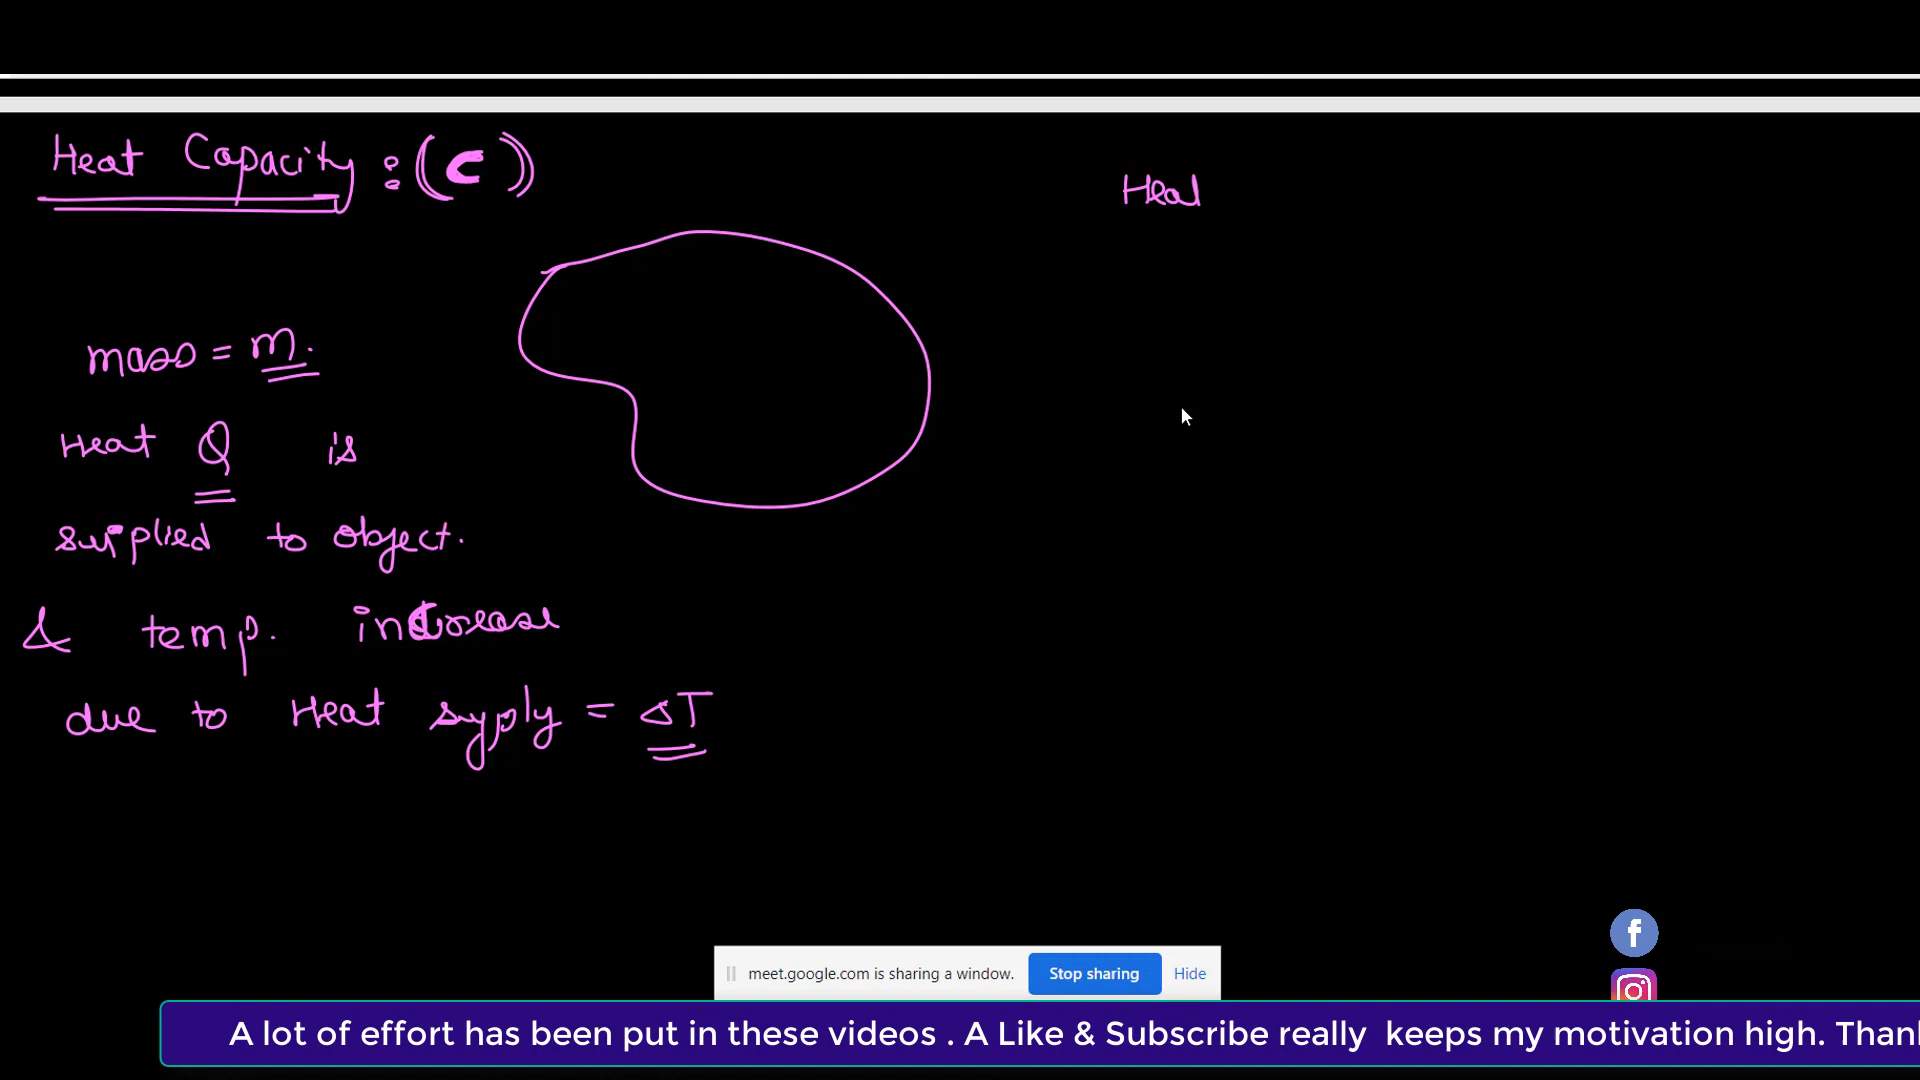 Heat Capacity : (C)
Heat
mass = m.
Heat Q is
supplied to object.
& temp. increase
due to Heat supply = ΔT
meet.google.com is sharing a window. Stop sharing Hide
A lot of effort has been put in these videos . A Like & Subscribe really keeps my motivation high. Thank